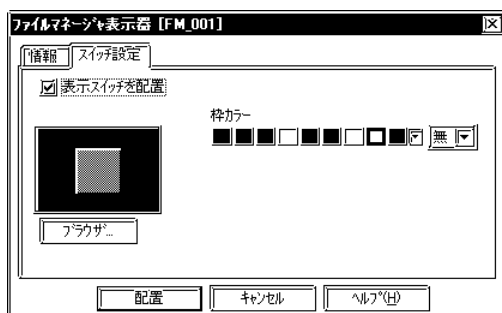 ファイルマネージャ表示器 [FM_001]
情報 スイッチ設定
表示スイッチを配置
枠カラー
無
ブラウザ...
配置 キャンセル ヘルプ(H)